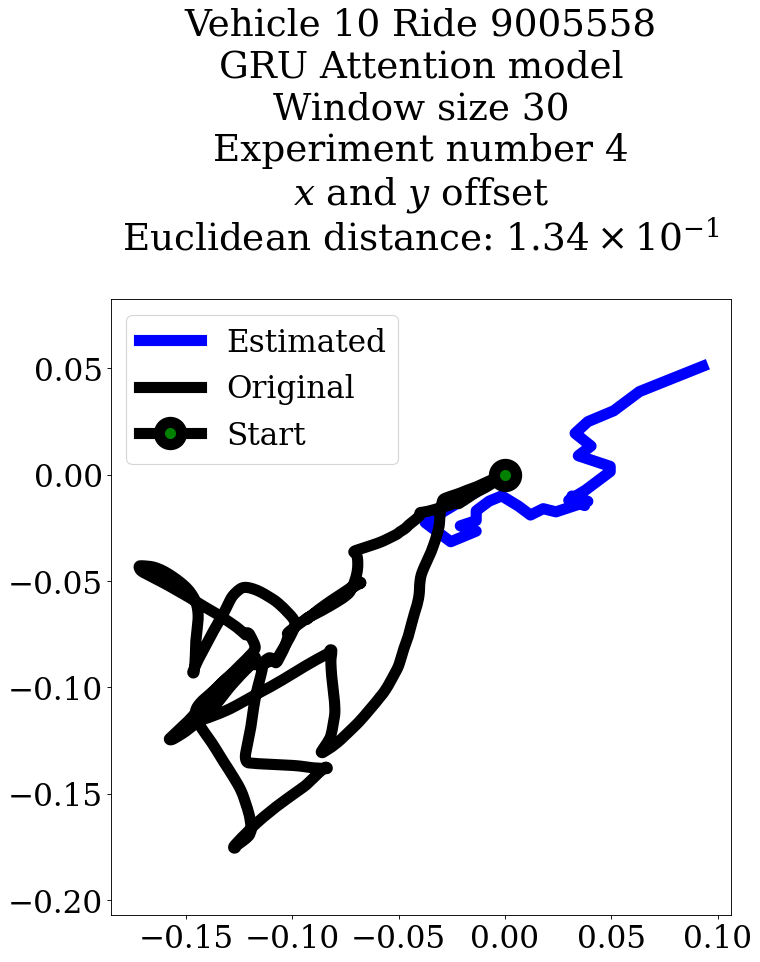 Vehicle 10 Ride 9005558
GRU Attention model
Window size 30
Experiment number 4
x and y offset
Euclidean distance: 1.34 × 10⁻¹
Estimated
Original
Start
0.05
0.00
−0.05
−0.10
−0.15
−0.20
−0.15 −0.10 −0.05 0.00 0.05 0.10